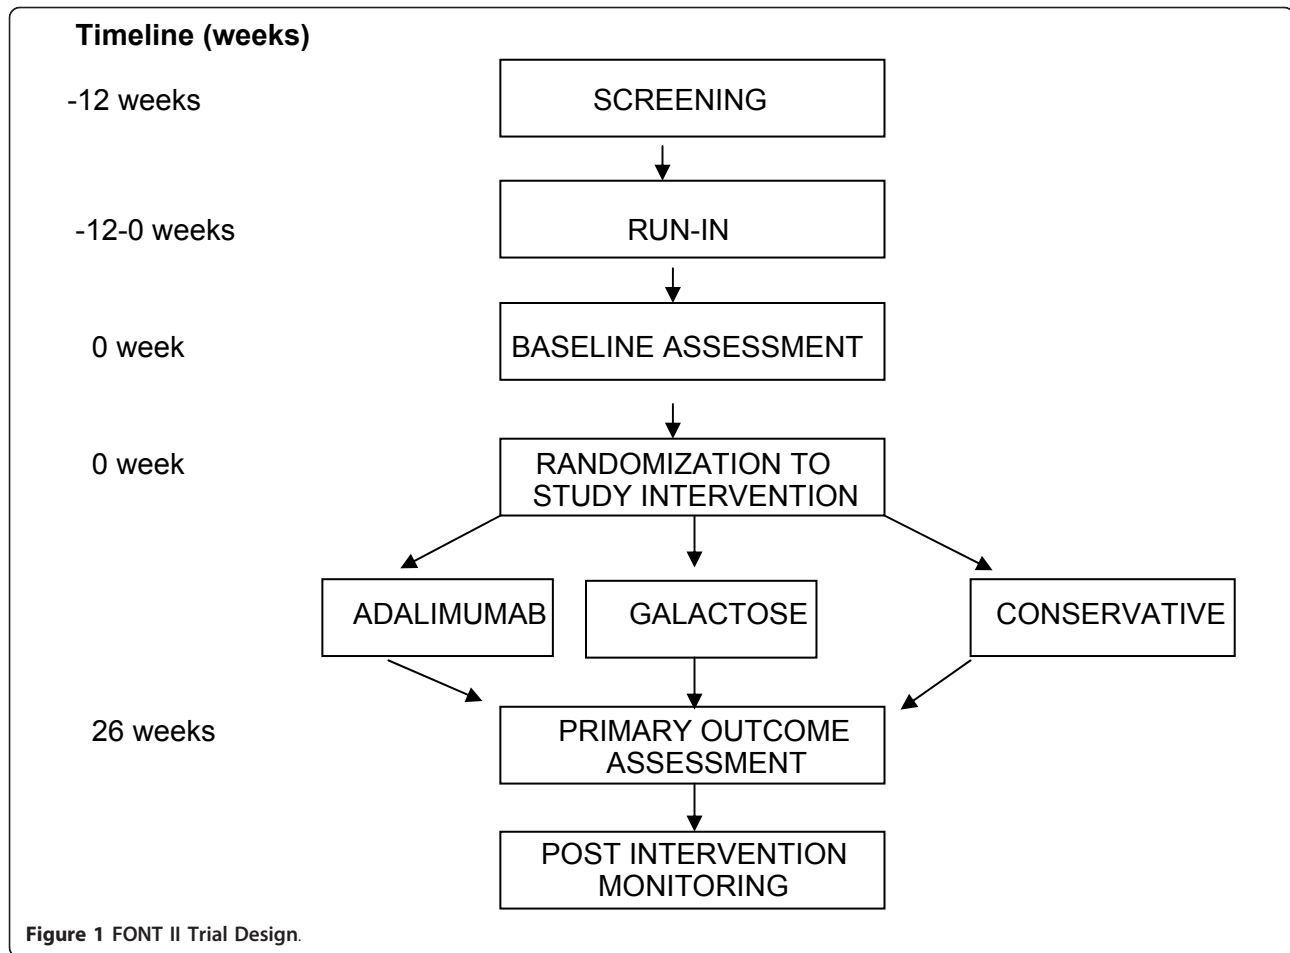 Timeline (weeks)
-12 weeks
SCREENING
-12-0 weeks
RUN-IN
0 week
BASELINE ASSESSMENT
0 week
RANDOMIZATION TO
STUDY INTERVENTION
ADALIMUMAB
GALACTOSE
CONSERVATIVE
26 weeks
PRIMARY OUTCOME
ASSESSMENT
POST INTERVENTION
MONITORING
Figure 1 FONT II Trial Design.